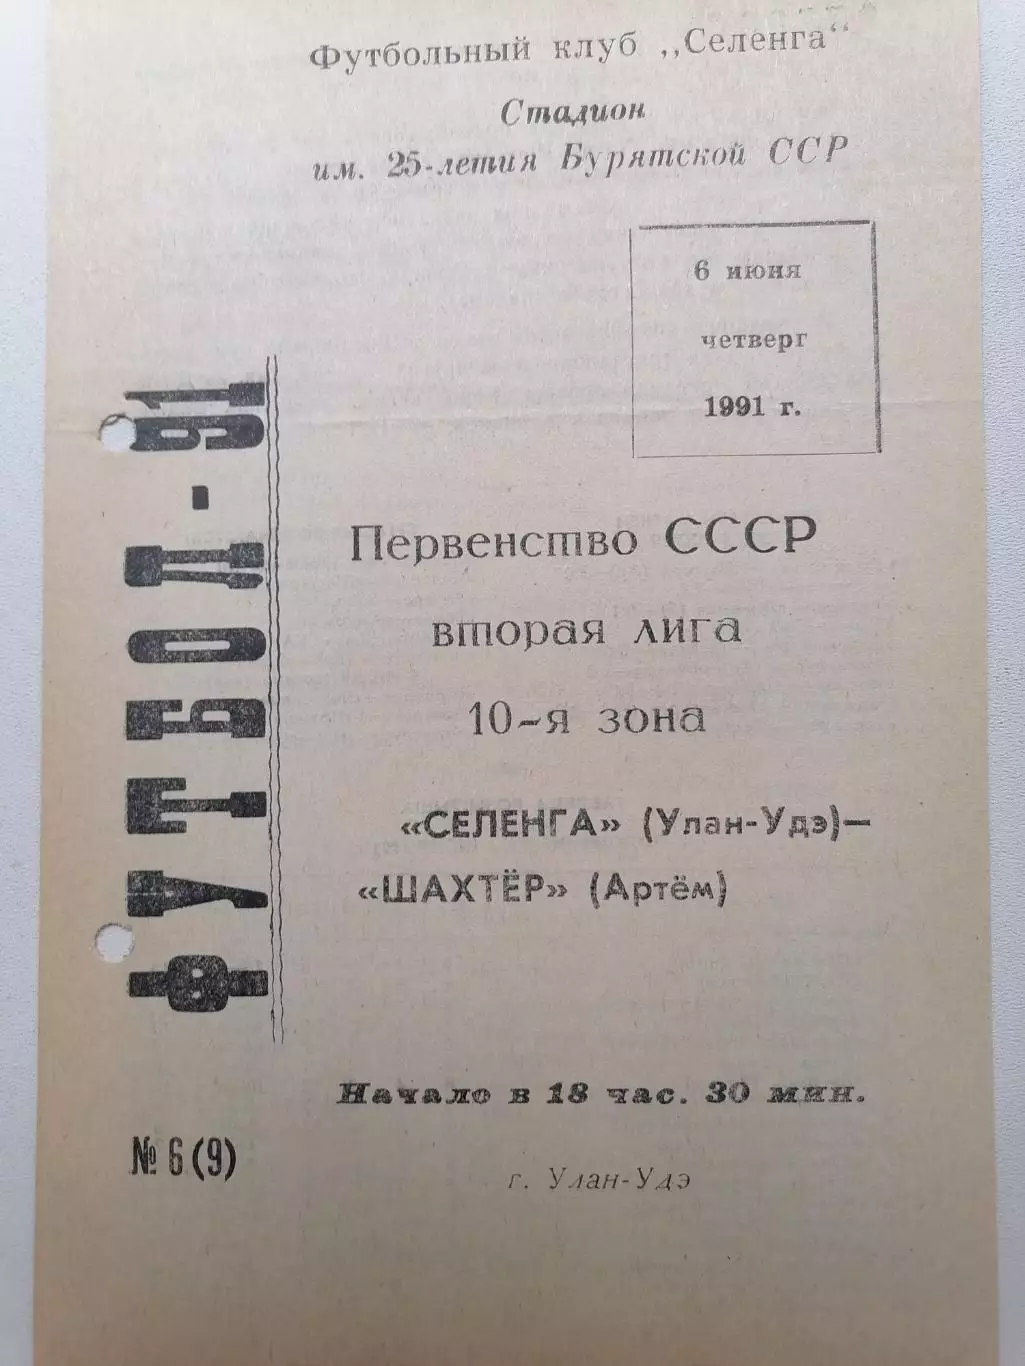 Футбольный клуб „Селенга“
Стадион
им. 25-летия Бурятской ССР
6 июня
четверг
1991 г.
ФУТБОЛ-91
Первенство СССР
вторая лига
10-я зона
«СЕЛЕНГА» (Улан-Удэ)—
«ШАХТЁР» (Артём)
Начало в 18 час. 30 мин.
№ 6 (9)
г. Улан-Удэ